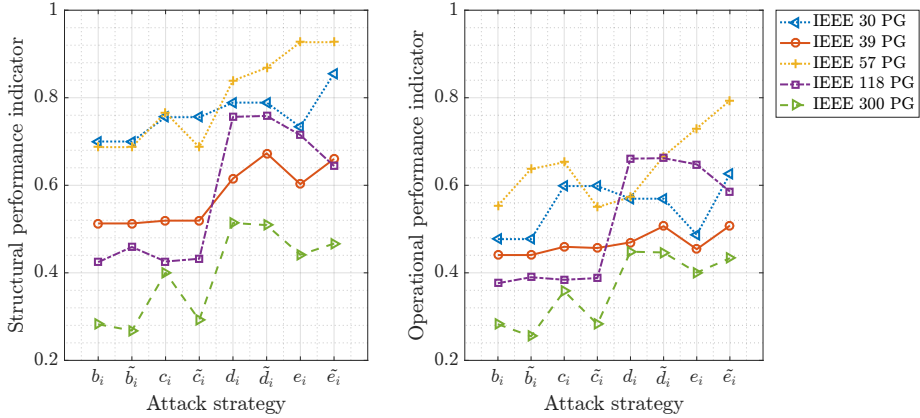 Structural performance indicator
1
0.8
0.6
0.4
0.2
b_i b̃_i c_i c̃_i d_i d̃_i e_i ẽ_i
Attack strategy
Operational performance indicator
1
0.8
0.6
0.4
0.2
b_i b̃_i c_i c̃_i d_i d̃_i e_i ẽ_i
Attack strategy
IEEE 30 PG
IEEE 39 PG
IEEE 57 PG
IEEE 118 PG
IEEE 300 PG